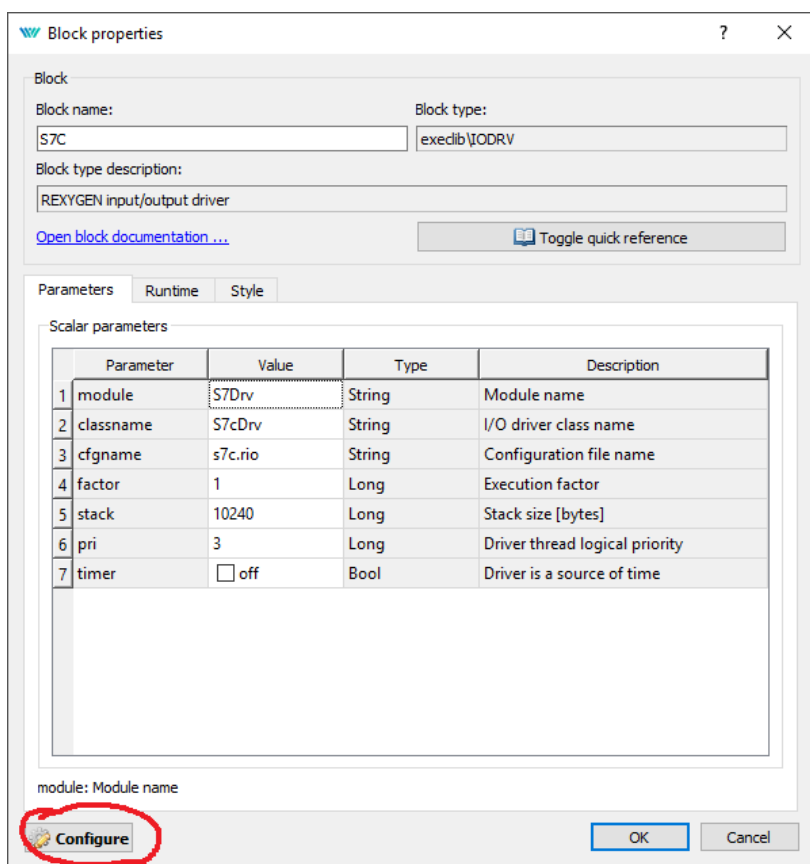 Block properties ?
Block
Block name: Block type:
S7C execlib\IODRV
Block type description:
REXYGEN input/output driver
Open block documentation ... Toggle quick reference
Parameters Runtime Style
Scalar parameters
Parameter Value Type Description
1 module S7Drv String Module name
2 classname S7cDrv String I/O driver class name
3 cfgname s7c.rio String Configuration file name
4 factor 1 Long Execution factor
5 stack 10240 Long Stack size [bytes]
6 pri 3 Long Driver thread logical priority
7 timer off Bool Driver is a source of time
module: Module name
Configure OK Cancel